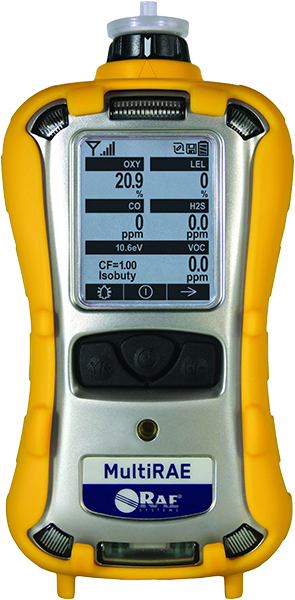 OXY LEL
20.9 0
% %
CO H2S
0 0.0
ppm ppm
10.6eV VOC
CF=1.00 0.0
Isobuty ppm
Y/+ N/-
MultiRAE
RAE
SYSTEMS